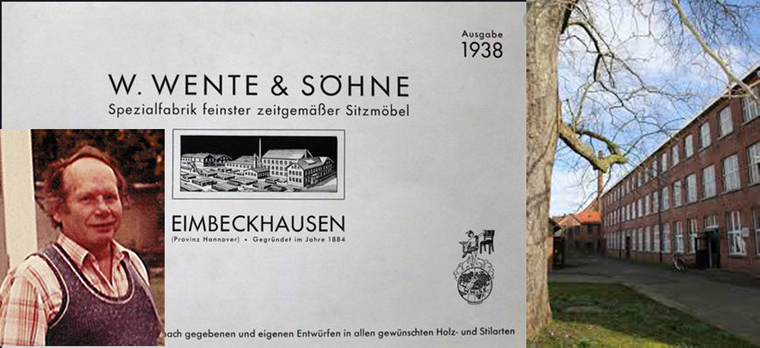 Ausgabe
1938
W. WENTE & SÖHNE
Spezialfabrik feinster zeitgemäßer Sitzmöbel
EIMBECKHAUSEN
(Provinz Hannover) • Gegründet im Jahre 1884
nach gegebenen und eigenen Entwürfen in allen gewünschten Holz- und Stilarten